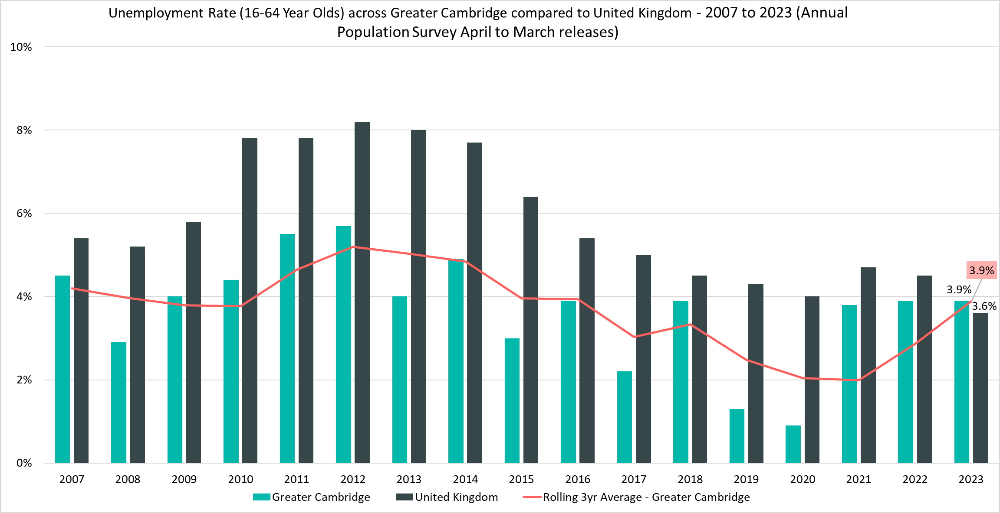 Unemployment Rate (16-64 Year Olds) across Greater Cambridge compared to United Kingdom - 2007 to 2023 (Annual
Population Survey April to March releases)
10%
8%
6%
4%
2%
0%
3.9%
3.9%
3.6%
2007 2008 2009 2010 2011 2012 2013 2014 2015 2016 2017 2018 2019 2020 2021 2022 2023
Greater Cambridge United Kingdom Rolling 3yr Average - Greater Cambridge